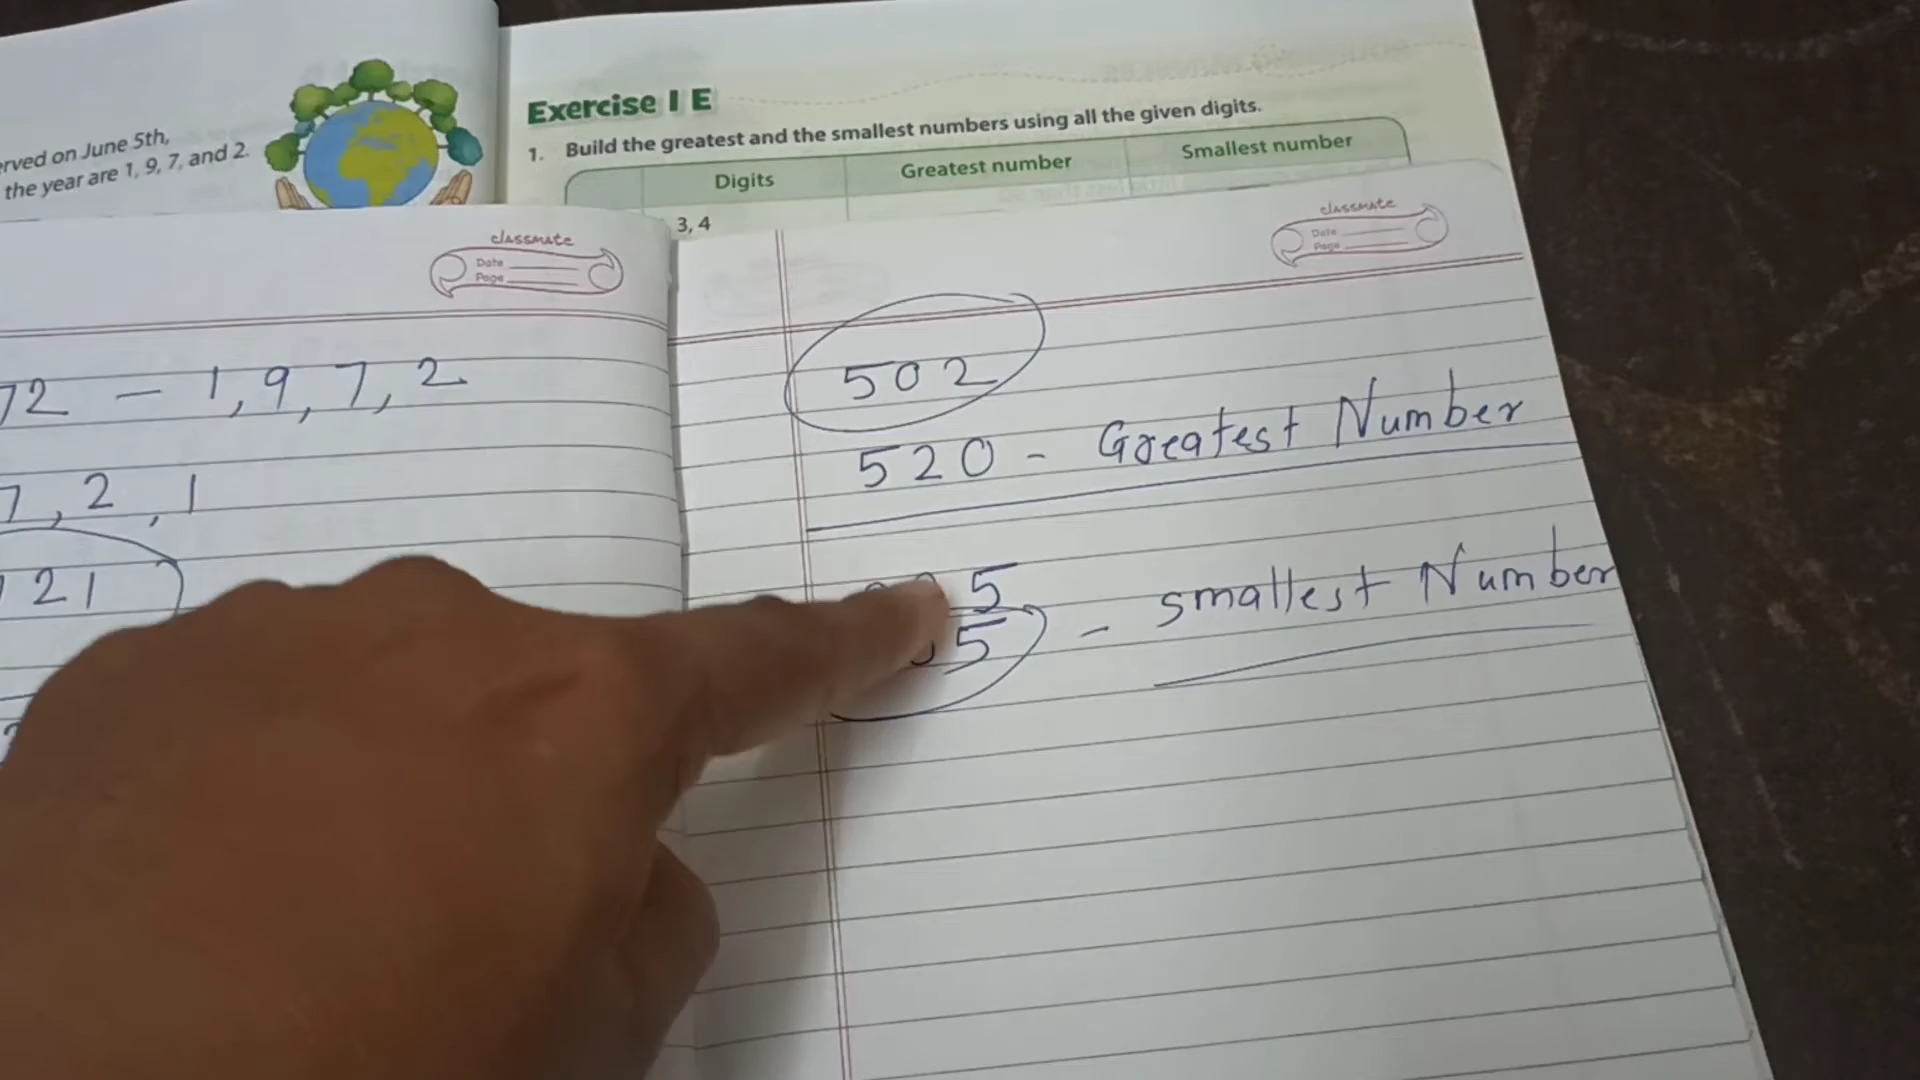 on June 5th,
the year are 1, 9, 7, and 2.
Exercise 1 E
1. Build the greatest and the smallest numbers using all the given digits.
Digits Greatest number Smallest number
3, 4
classmate
Date
Page
72 - 1, 9, 7, 2
7, 2, 1
21
classmate
Date
Page
502
520 - Greatest Number
5
5 - smallest Number